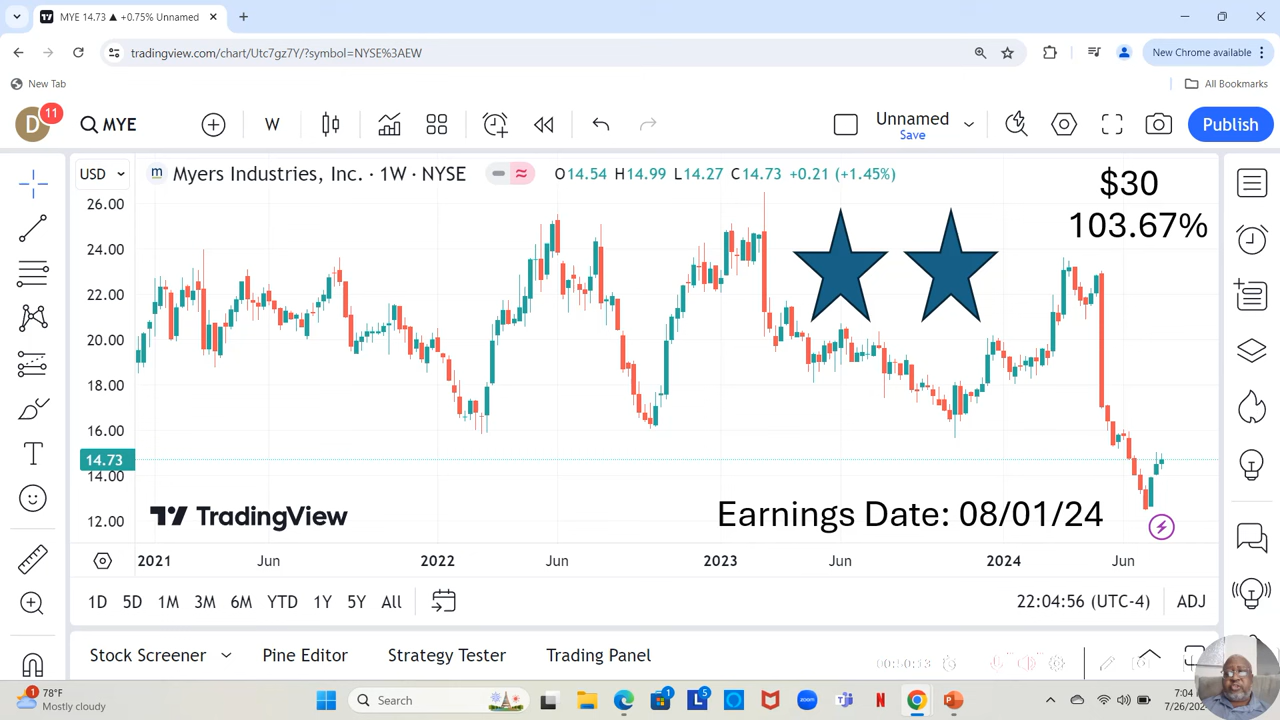 MYE 14.73 ▲ +0.75% Unnamed
tradingview.com/chart/Utc7gz7Y/?symbol=NYSE%3AEW
New Chrome available
New Tab
All Bookmarks
D
11
MYE
W
Unnamed
Save
Publish
USD
Myers Industries, Inc. · 1W · NYSE
O14.54 H14.99 L14.27 C14.73 +0.21 (+1.45%)
$30
103.67%
26.00
24.00
22.00
20.00
18.00
16.00
14.73
14.00
12.00
TradingView
Earnings Date: 08/01/24
2021
Jun
2022
Jun
2023
Jun
2024
Jun
1D 5D 1M 3M 6M YTD 1Y 5Y All
22:04:56 (UTC-4)
ADJ
Stock Screener
Pine Editor
Strategy Tester
Trading Panel
1
78°F
Mostly cloudy
Search
1
5
zoom
7:04